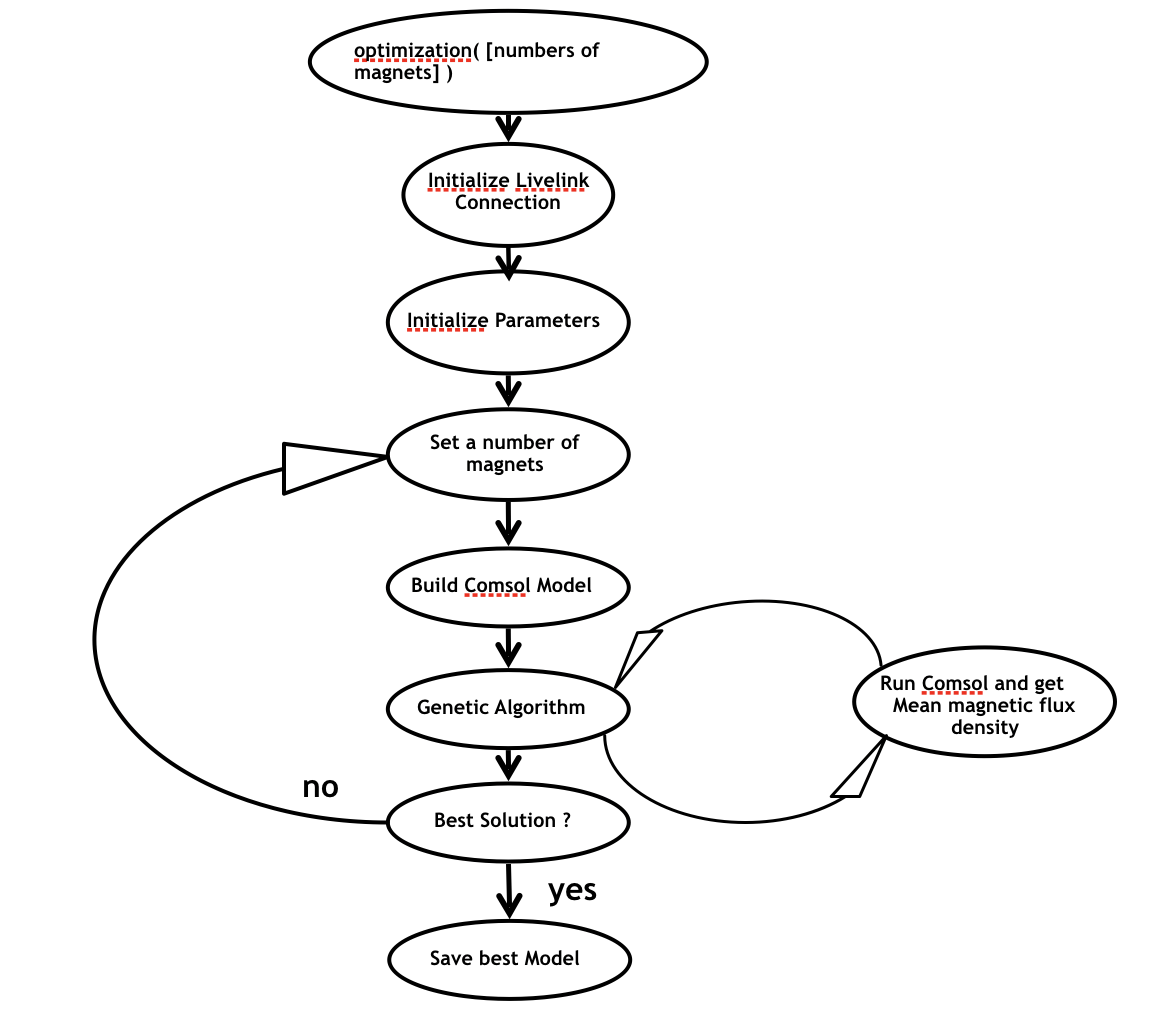 optimization( [numbers of
magnets] )
Initialize Livelink
Connection
Initialize Parameters
Set a number of
magnets
Build Comsol Model
Genetic Algorithm
Run Comsol and get
Mean magnetic flux
density
no
Best Solution ?
yes
Save best Model